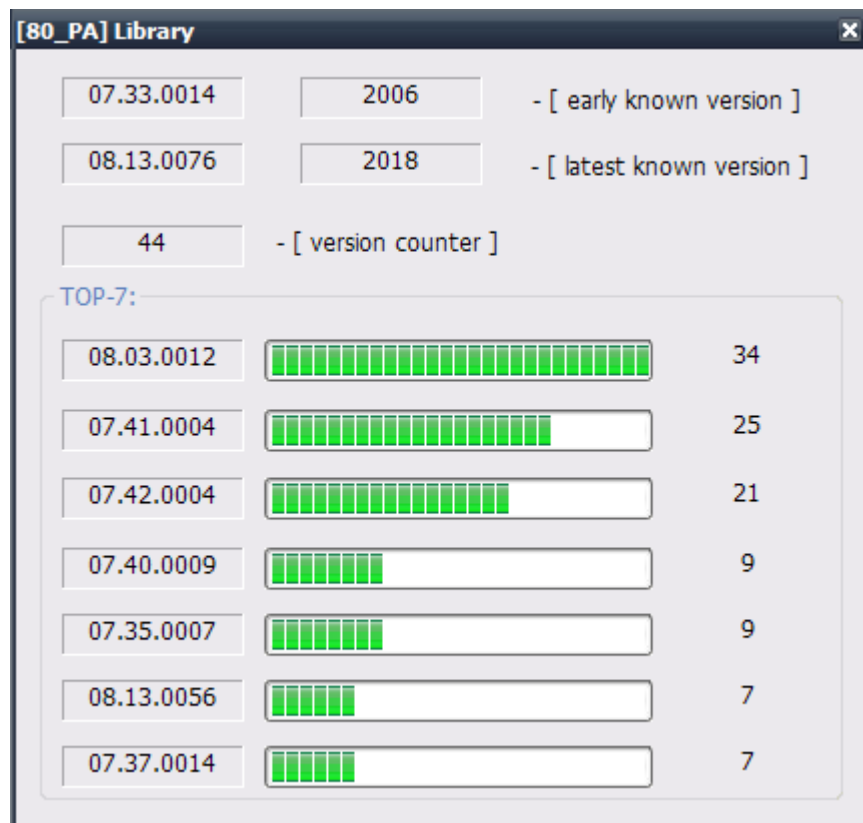 [80_PA] Library
07.33.0014 2006 - [ early known version ]
08.13.0076 2018 - [ latest known version ]
44 - [ version counter ]
TOP-7:
08.03.0012 34
07.41.0004 25
07.42.0004 21
07.40.0009 9
07.35.0007 9
08.13.0056 7
07.37.0014 7